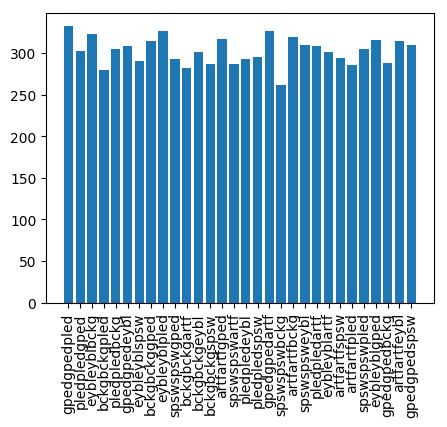 300
250
200
150
100
50
0
gpedgpedpled
pledpledgped
eybleyblbckg
bckgbckgpled
pledpledbckg
gpedgpedeybl
eybleyblspsw
bckgbckggped
eybleyblpled
spswspswgped
bckgbckgartf
bckgbckgeybl
bckgbckgspsw
artfartfgped
spswspswartf
pledpledeybl
pledpledspsw
gpedgpedartf
spswspswbckg
artfartfbckg
spswspsweybl
pledpledartf
eybleyblartf
artfartfspsw
artfartfpled
spswspswpled
eybleyblgped
gpedgpedbckg
artfartfeybl
gpedgpedspsw